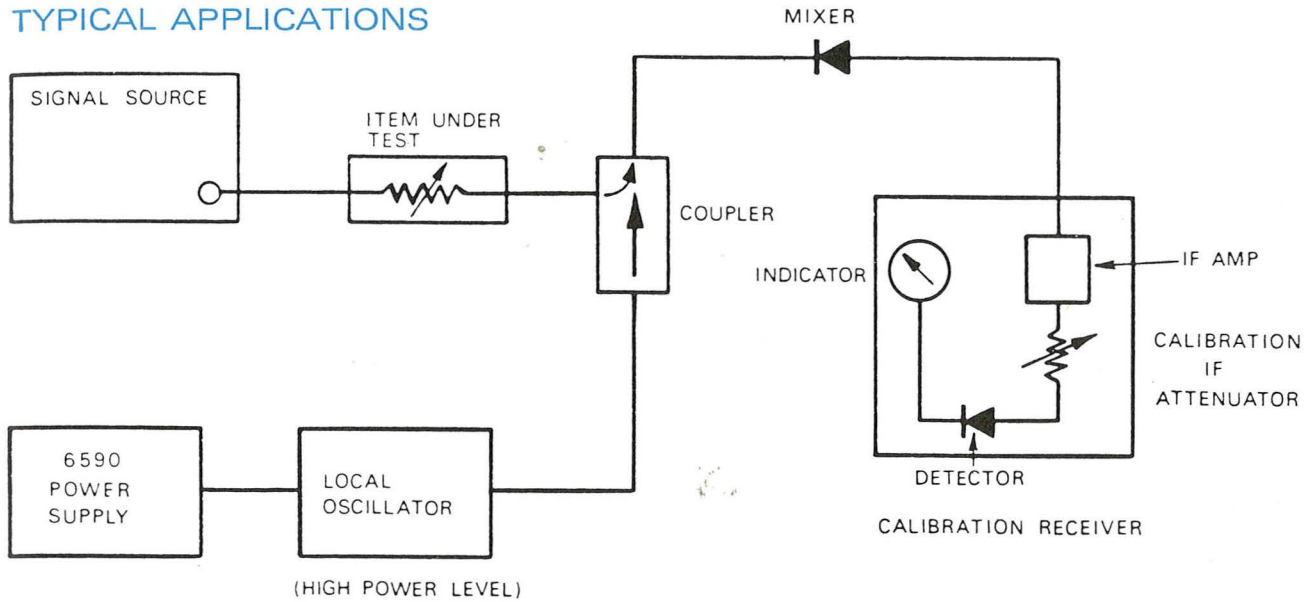 TYPICAL APPLICATIONS
MIXER
SIGNAL SOURCE
ITEM UNDER
TEST
COUPLER
INDICATOR
IF AMP
CALIBRATION
IF
ATTENUATOR
6590
POWER
SUPPLY
LOCAL
OSCILLATOR
DETECTOR
CALIBRATION RECEIVER
(HIGH POWER LEVEL)